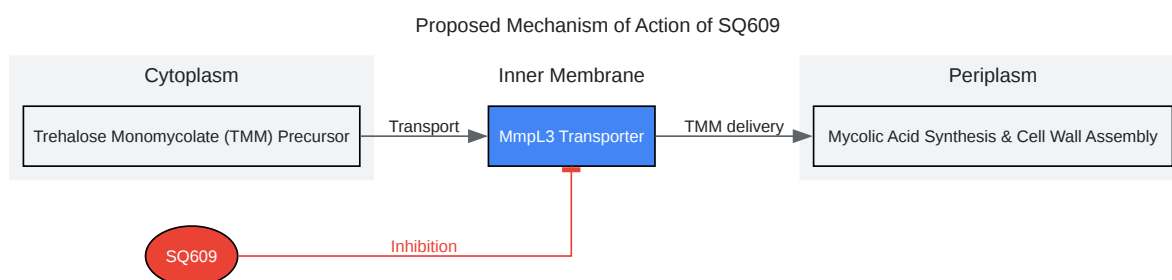 Proposed Mechanism of Action of SQ609
Cytoplasm
Inner Membrane
Periplasm
Trehalose Monomycolate (TMM) Precursor
Transport
MmpL3 Transporter
TMM delivery
Mycolic Acid Synthesis & Cell Wall Assembly
SQ609
Inhibition